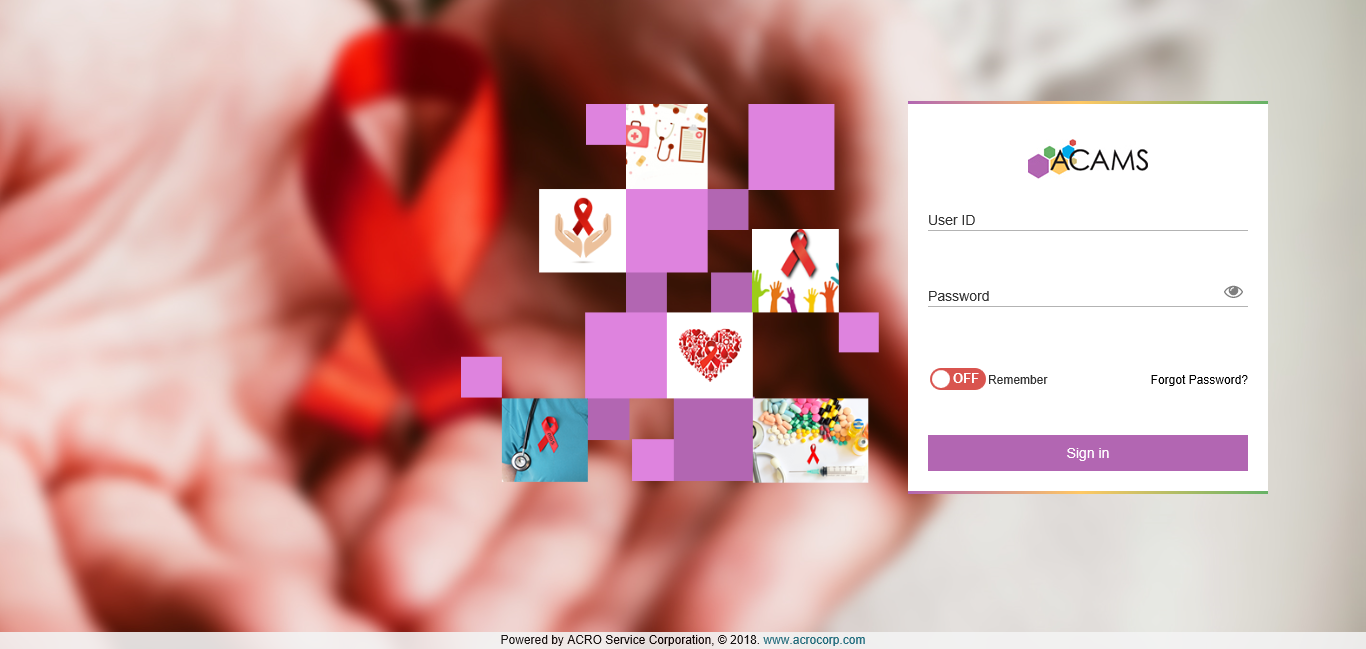 ACAMS
User ID
Password
OFF Remember Forgot Password?
Sign in
Powered by ACRO Service Corporation, © 2018. www.acrocorp.com